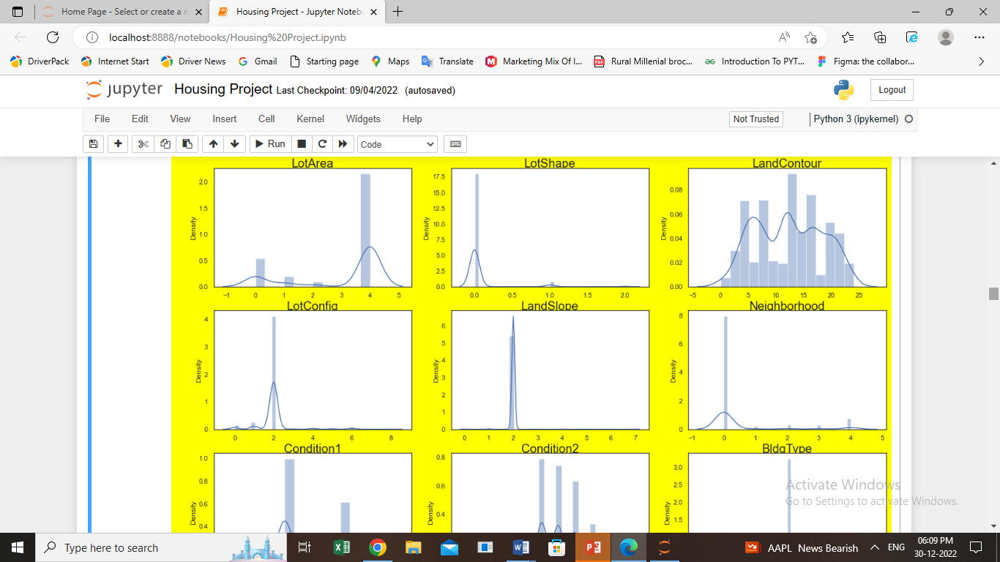 Home Page - Select or create a n
Housing Project - Jupyter Noteb
localhost:8888/notebooks/Housing%20Project.ipynb
DriverPack Internet Start Driver News Gmail Starting page Maps Translate Marketing Mix Of I... Rural Millenial broc... Introduction To PYT... Figma: the collabor...
jupyter Housing Project Last Checkpoint: 09/04/2022 (autosaved) Logout
File Edit View Insert Cell Kernel Widgets Help Not Trusted Python 3 (ipykernel)
Run Code
LotArea LotShape LandContour
Density Density Density
2.0 1.5 1.0 0.5 0.0
17.5 15.0 12.5 10.0 7.5 5.0 2.5 0.0
0.08 0.06 0.04 0.02 0.00
−1 0 1 2 3 4 5
0.0 0.5 1.0 1.5 2.0
−5 0 5 10 15 20 25
LotConfig LandSlope Neighborhood
Density Density Density
4 3 2 1 0
6 5 4 3 2 1 0
8 6 4 2 0
0 2 4 6 8
0 1 2 3 4 5 6 7
−1 0 1 2 3 4 5
Condition1 Condition2 BldgType
Density Density Density
1.0 0.8 0.6 0.4
0.8 0.6 0.4
3.0 2.5 2.0 1.5
Activate Windows
Go to Settings to activate Windows.
Type here to search
AAPL News Bearish ENG 06:09 PM
30-12-2022